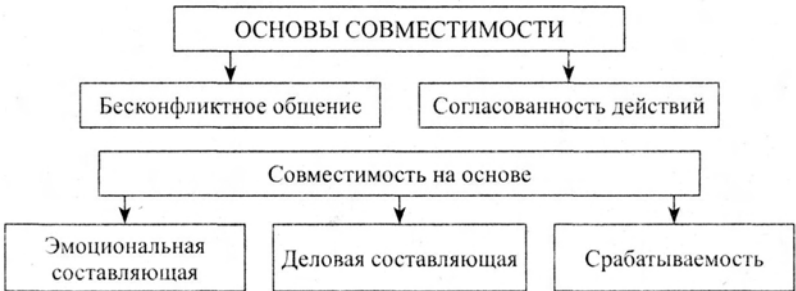 ОСНОВЫ СОВМЕСТИМОСТИ
Бесконфликтное общение
Согласованность действий
Совместимость на основе
Эмоциональная
составляющая
Деловая составляющая
Срабатываемость